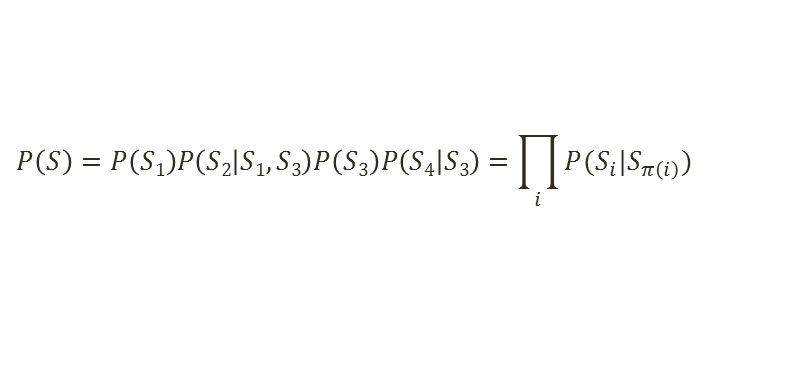 P(S) = P(S₁)P(S₂|S₁, S₃)P(S₃)P(S₄|S₃) = ∏ᵢ P(Sᵢ|S_π(i))